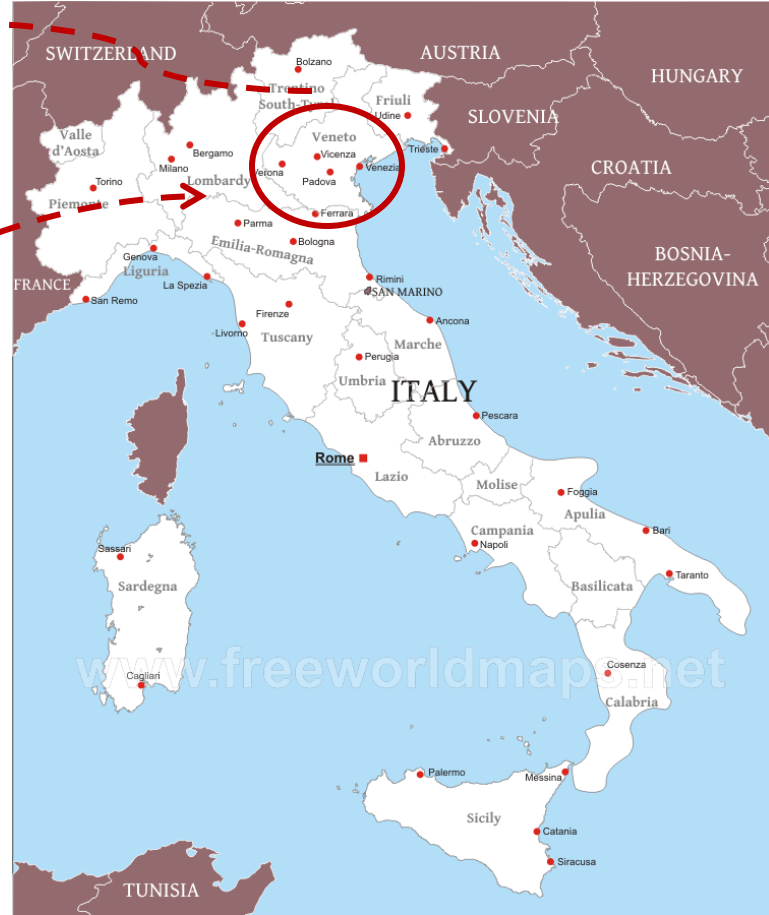 SWITZERLAND
AUSTRIA
HUNGARY
SLOVENIA
CROATIA
BOSNIA-
HERZEGOVINA
FRANCE
Bolzano
Trentino
South-Tyrol
Friuli
Udine
Trieste
Valle
d'Aosta
Bergamo
Milano
Lombardy
Veneto
Vicenza
Verona
Venezia
Padova
Torino
Piemonte
Ferrara
Parma
Bologna
Emilia-Romagna
Genova
Liguria
La Spezia
San Remo
Rimini
SAN MARINO
Firenze
Livorno
Tuscany
Ancona
Marche
Perugia
Umbria
ITALY
Pescara
Abruzzo
Rome
Lazio
Molise
Foggia
Apulia
Campania
Napoli
Bari
Taranto
Basilicata
Sassari
Sardegna
Cagliari
www.freeworldmaps.net
Cosenza
Calabria
Palermo
Messina
Sicily
Catania
Siracusa
TUNISIA